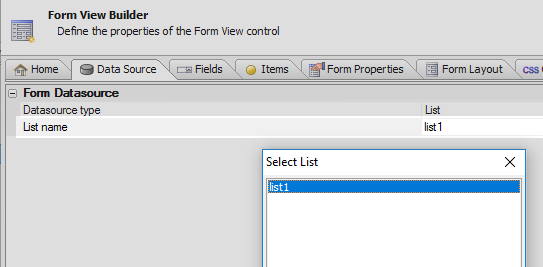 Form View Builder
Define the properties of the Form View control
Home Data Source Fields Items Form Properties Form Layout CSS
Form Datasource
Datasource type List
List name list1
Select List
list1